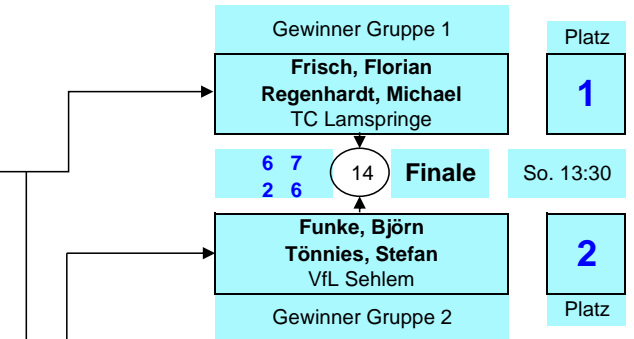 Gewinner Gruppe 1
Platz
Frisch, Florian
Regenhardt, Michael
TC Lamspringe
1
6 7
2 6
14
Finale
So. 13:30
Funke, Björn
Tönnies, Stefan
VfL Sehlem
2
Gewinner Gruppe 2
Platz